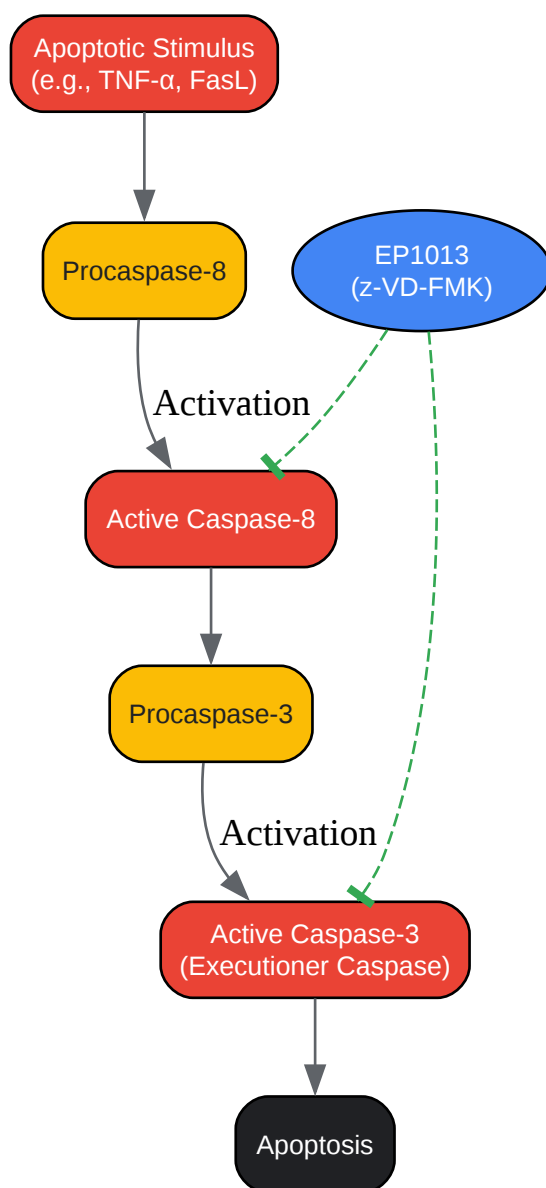 Apoptotic Stimulus
(e.g., TNF-α, FasL)
Procaspase-8
EP1013
(z-VD-FMK)
Activation
Active Caspase-8
Procaspase-3
Activation
Active Caspase-3
(Executioner Caspase)
Apoptosis